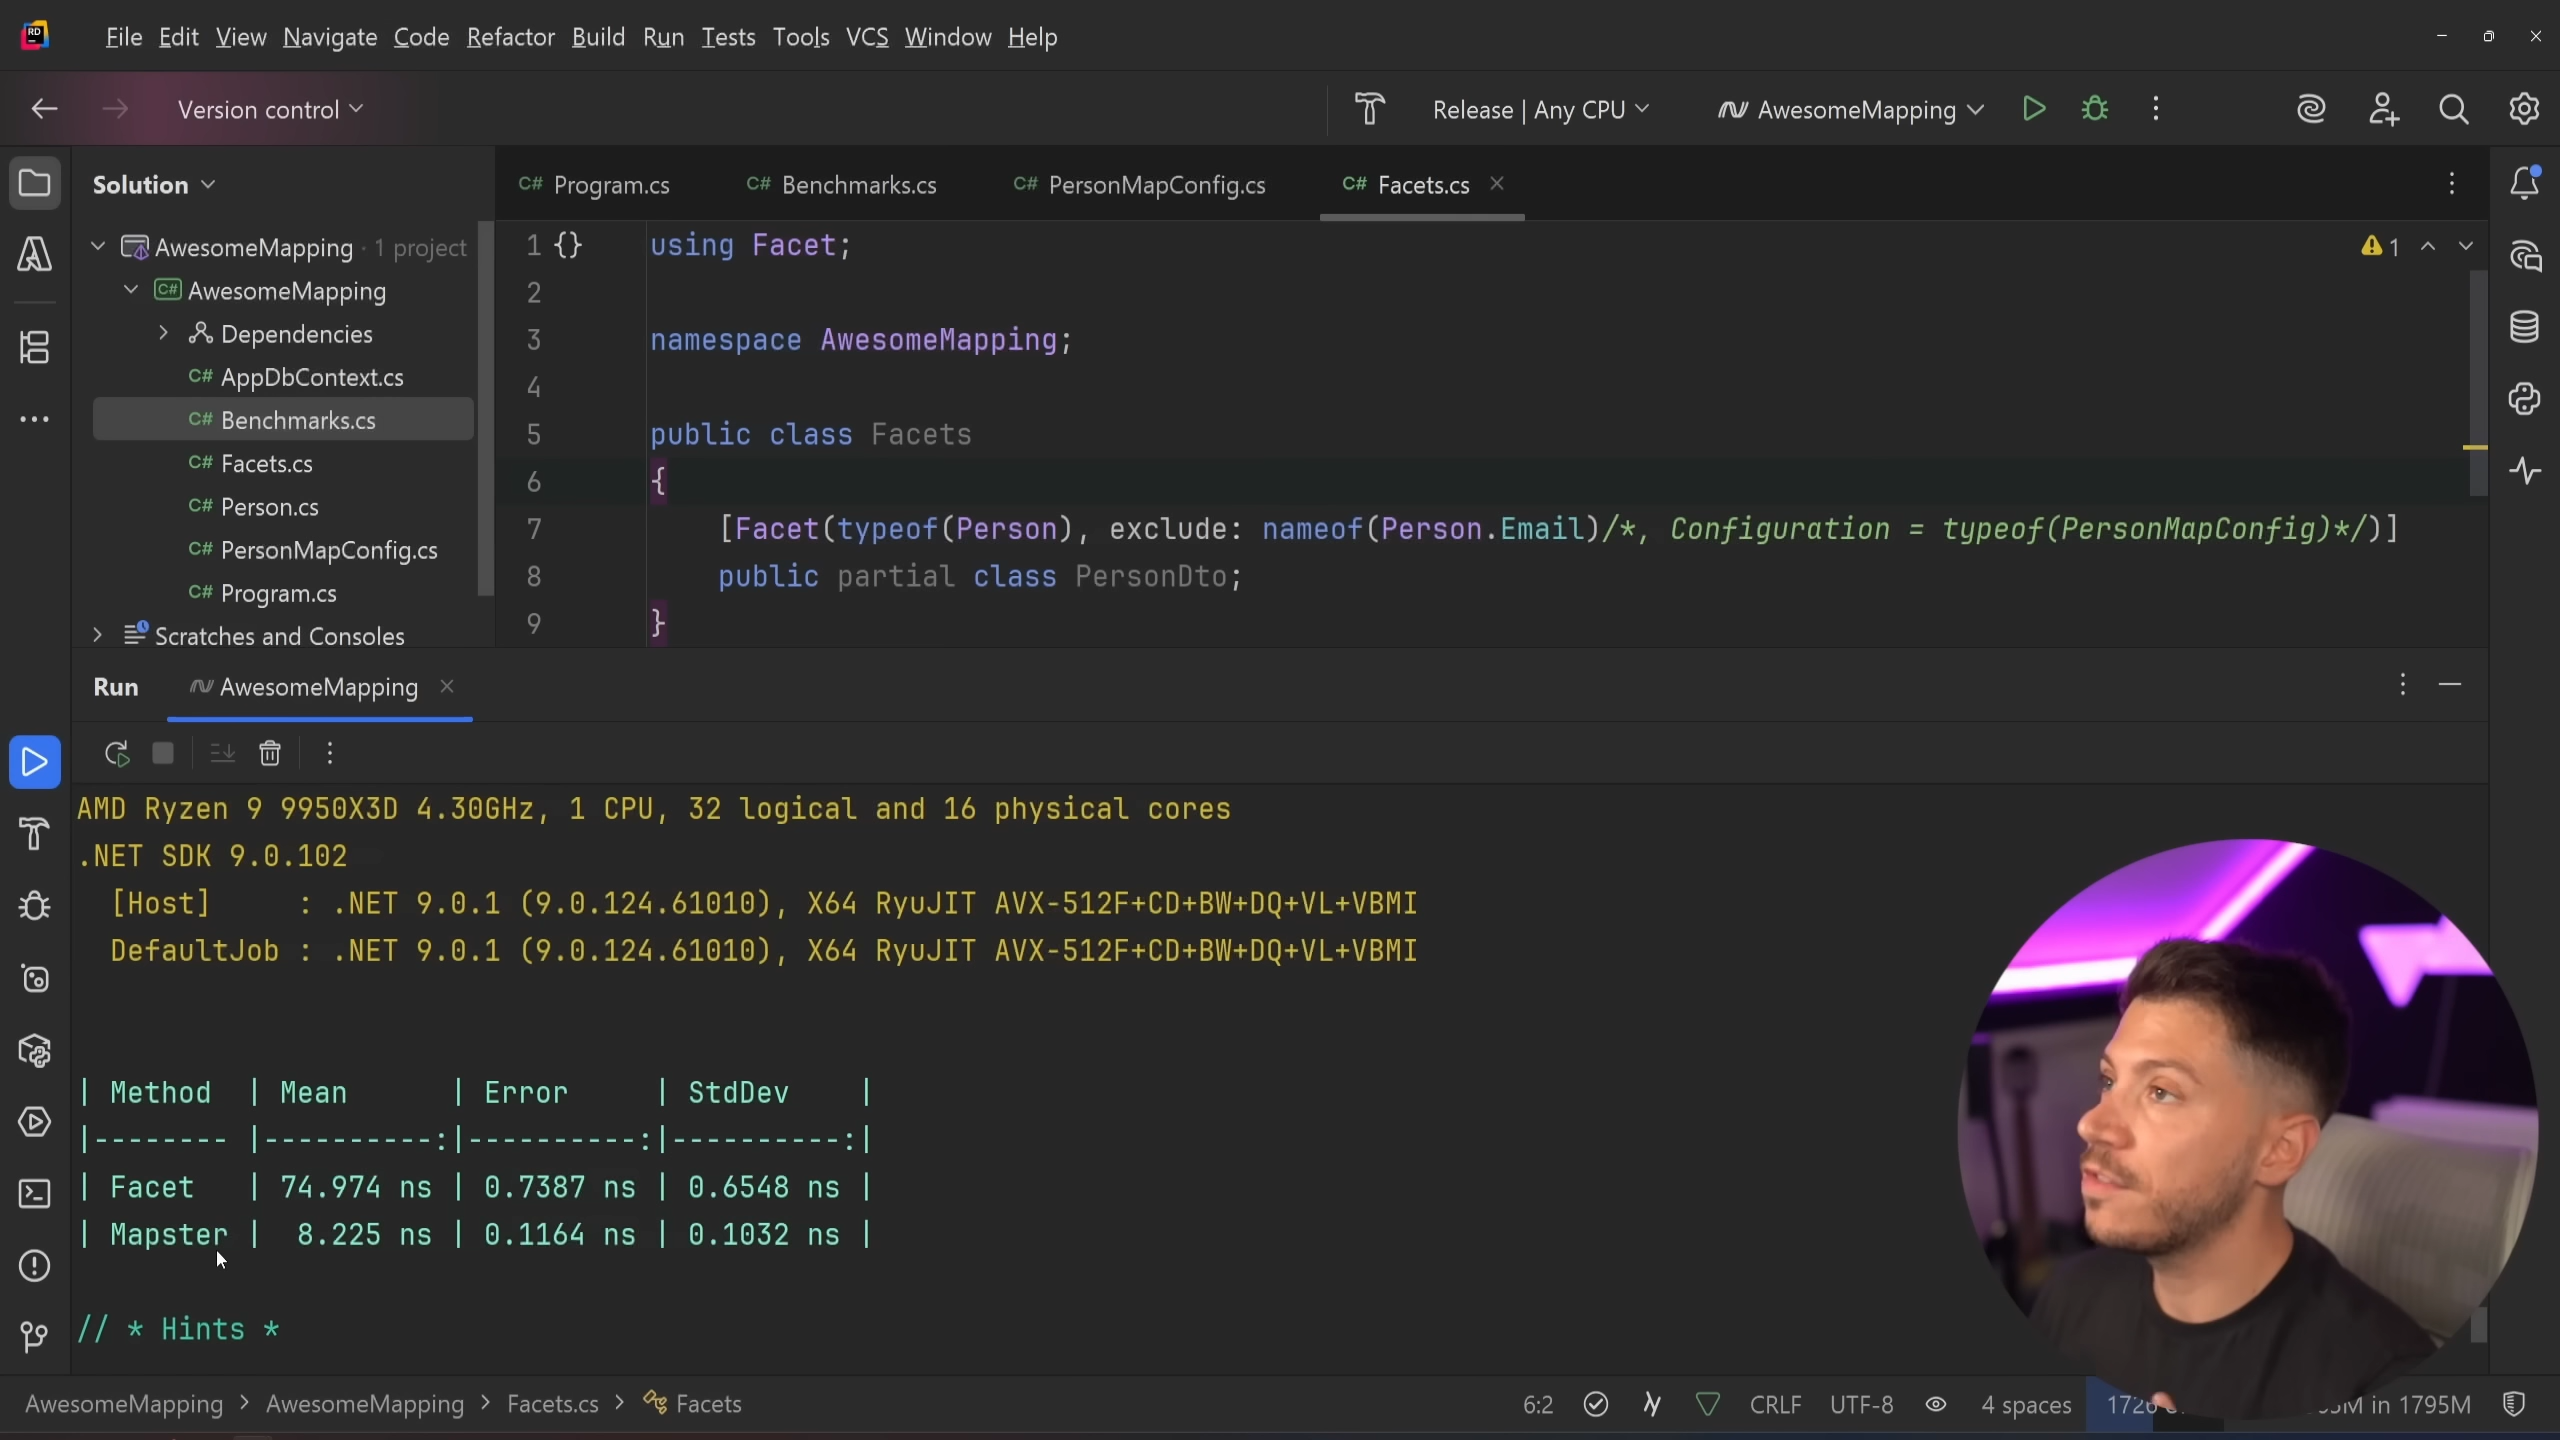 RD
File Edit View Navigate Code Refactor Build Run Tests Tools VCS Window Help
Version control
Release | Any CPU
AwesomeMapping
Solution
AwesomeMapping · 1 project
C# AwesomeMapping
Dependencies
C# AppDbContext.cs
C# Benchmarks.cs
C# Facets.cs
C# Person.cs
C# PersonMapConfig.cs
C# Program.cs
Scratches and Consoles
C# Program.cs
C# Benchmarks.cs
C# PersonMapConfig.cs
C# Facets.cs
1 {} using Facet;
1
2
3 namespace AwesomeMapping;
4
5 public class Facets
6 {
7 [Facet(typeof(Person), exclude: nameof(Person.Email)/*, Configuration = typeof(PersonMapConfig)*/)]
8 public partial class PersonDto;
9 }
Run AwesomeMapping
AMD Ryzen 9 9950X3D 4.30GHz, 1 CPU, 32 logical and 16 physical cores
.NET SDK 9.0.102
[Host] : .NET 9.0.1 (9.0.124.61010), X64 RyuJIT AVX-512F+CD+BW+DQ+VL+VBMI
DefaultJob : .NET 9.0.1 (9.0.124.61010), X64 RyuJIT AVX-512F+CD+BW+DQ+VL+VBMI
| Method | Mean | Error | StdDev |
|-------- |----------:|----------:|----------:|
| Facet | 74.974 ns | 0.7387 ns | 0.6548 ns |
| Mapster | 8.225 ns | 0.1164 ns | 0.1032 ns |
// * Hints *
AwesomeMapping > AwesomeMapping > Facets.cs > Facets
6:2 CRLF UTF-8 4 spaces in 1795M